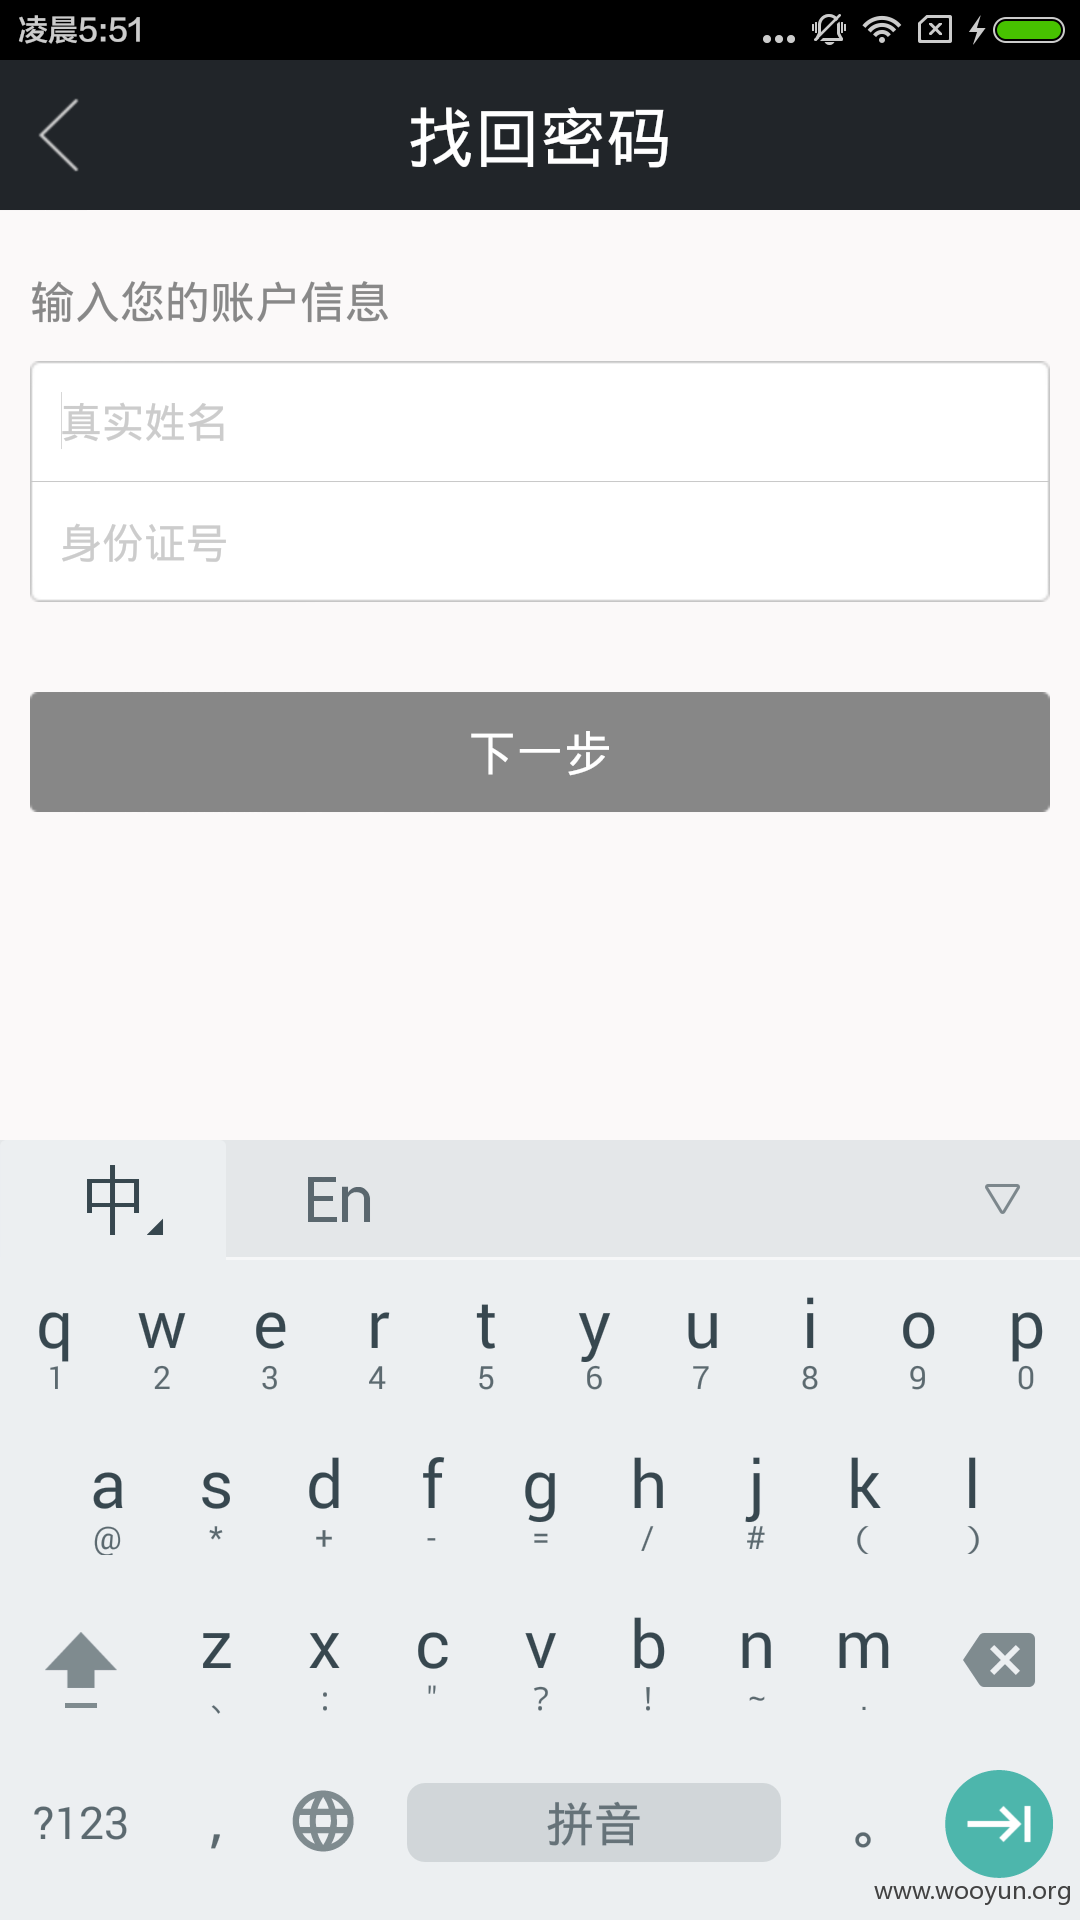 凌晨5:51
找回密码
输入您的账户信息
真实姓名
身份证号
下一步
中 En
q w e r t y u i o p
1 2 3 4 5 6 7 8 9 0
a s d f g h j k l
@ * + - = / # ( )
z x c v b n m
、 : " ? ! ~ .
?123 , 拼音 。
www.wooyun.org